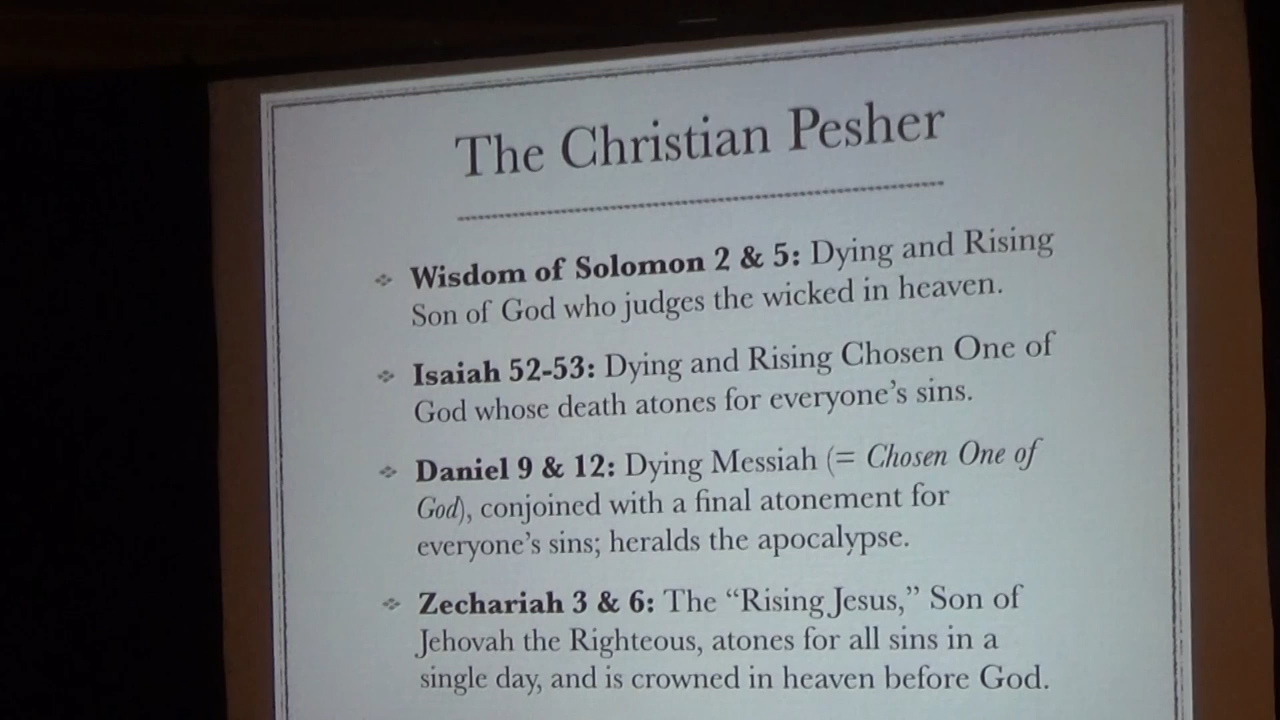 The Christian Pesher
Wisdom of Solomon 2 & 5: Dying and Rising
Son of God who judges the wicked in heaven.
Isaiah 52-53: Dying and Rising Chosen One of
God whose death atones for everyone’s sins.
Daniel 9 & 12: Dying Messiah (= Chosen One of
God), conjoined with a final atonement for
everyone’s sins; heralds the apocalypse.
Zechariah 3 & 6: The “Rising Jesus,” Son of
Jehovah the Righteous, atones for all sins in a
single day, and is crowned in heaven before God.